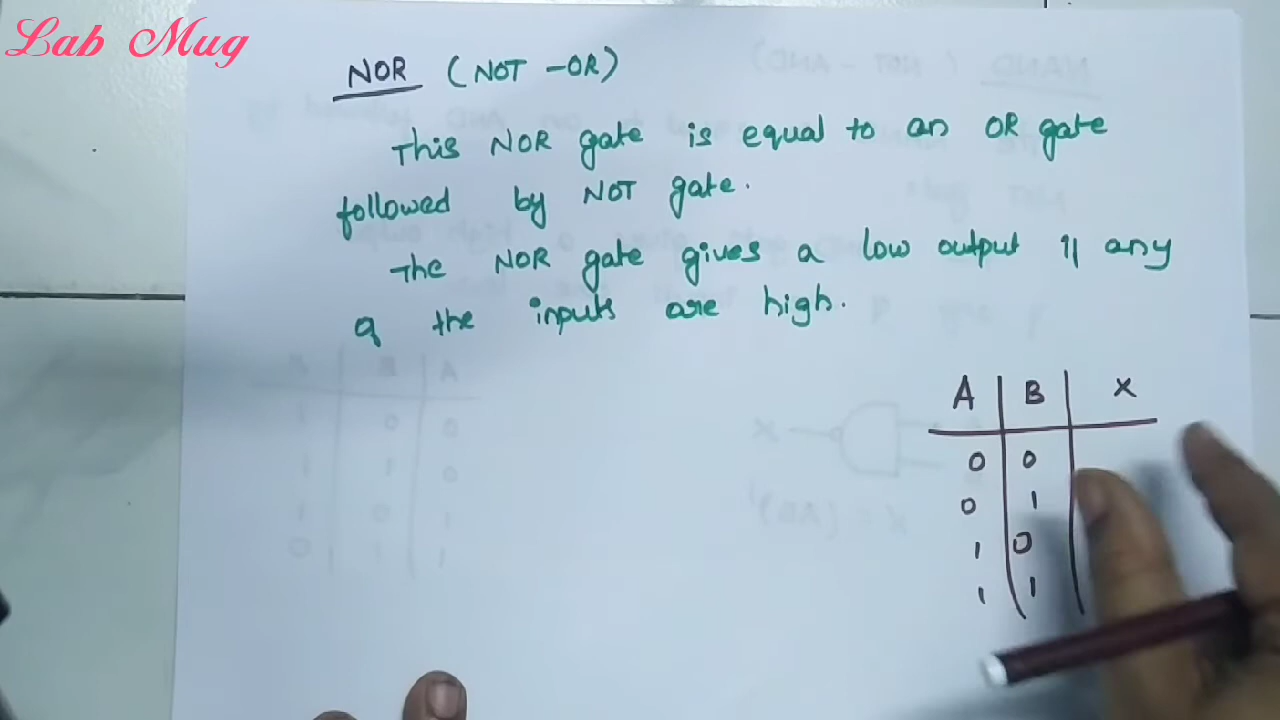 Lab Mug
NOR (NOT - OR)
This NOR gate is equal to an OR gate
followed by NOT gate.
The NOR gate gives a low output if any
of the inputs are high.
A B X
0 0
0 1
1 0
1 1